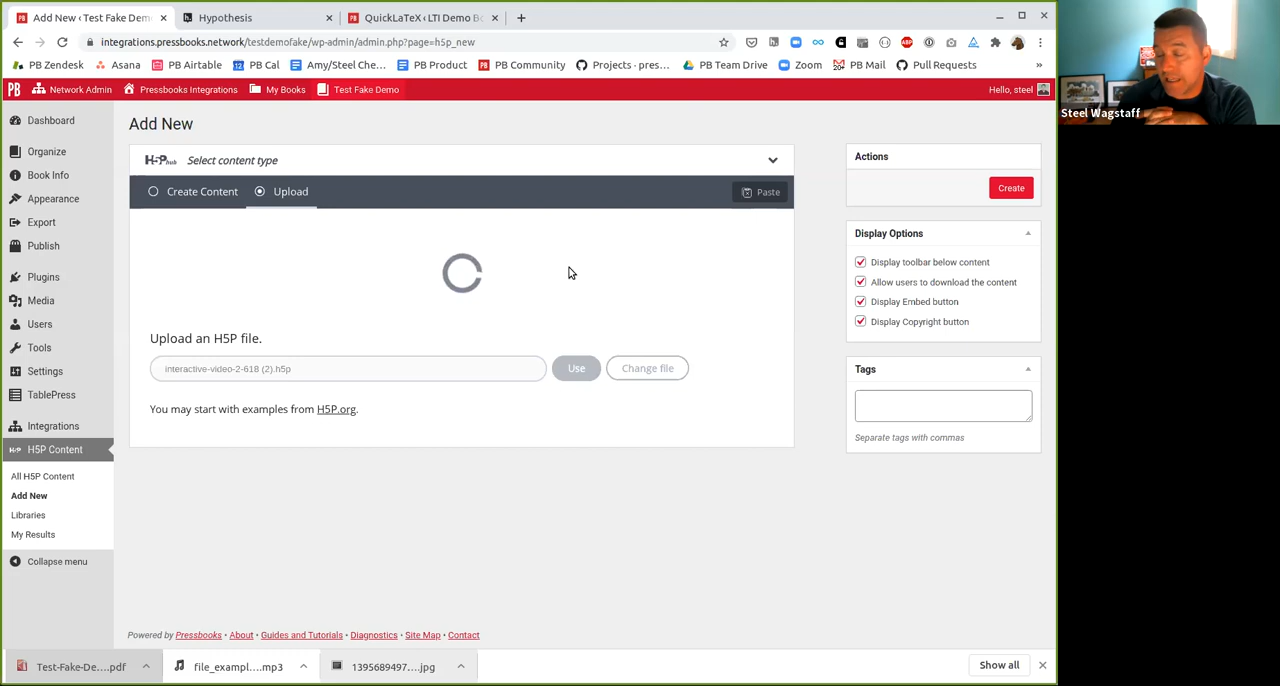 Add New ‹ Test Fake Demo
Hypothesis
QuickLaTeX ‹ LTI Demo Bo
integrations.pressbooks.network/testdemofake/wp-admin/admin.php?page=h5p_new
PB Zendesk
Asana
PB Airtable
PB Cal
Amy/Steel Che...
PB Product
PB Community
Projects · pres...
PB Team Drive
Zoom
PB Mail
Pull Requests
»
PB
Network Admin
Pressbooks Integrations
My Books
Test Fake Demo
Hello, steel
Steel Wagstaff
Dashboard
Organize
Book Info
Appearance
Export
Publish
Plugins
Media
Users
Tools
Settings
TablePress
Integrations
H5P Content
All H5P Content
Add New
Libraries
My Results
Collapse menu
Add New
H5P hub Select content type
Create Content
Upload
Paste
Upload an H5P file.
interactive-video-2-618 (2).h5p
Use
Change file
You may start with examples from H5P.org.
Actions
Create
Display Options
Display toolbar below content
Allow users to download the content
Display Embed button
Display Copyright button
Tags
Separate tags with commas
Powered by Pressbooks • About • Guides and Tutorials • Diagnostics • Site Map • Contact
Test-Fake-De....pdf
file_exampl....mp3
1395689497....jpg
Show all